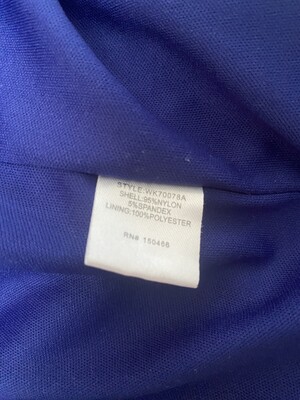 STYLE:WK70078A
SHELL:95%NYLON
5%SPANDEX
LINING:100%POLYESTER
RN# 150466